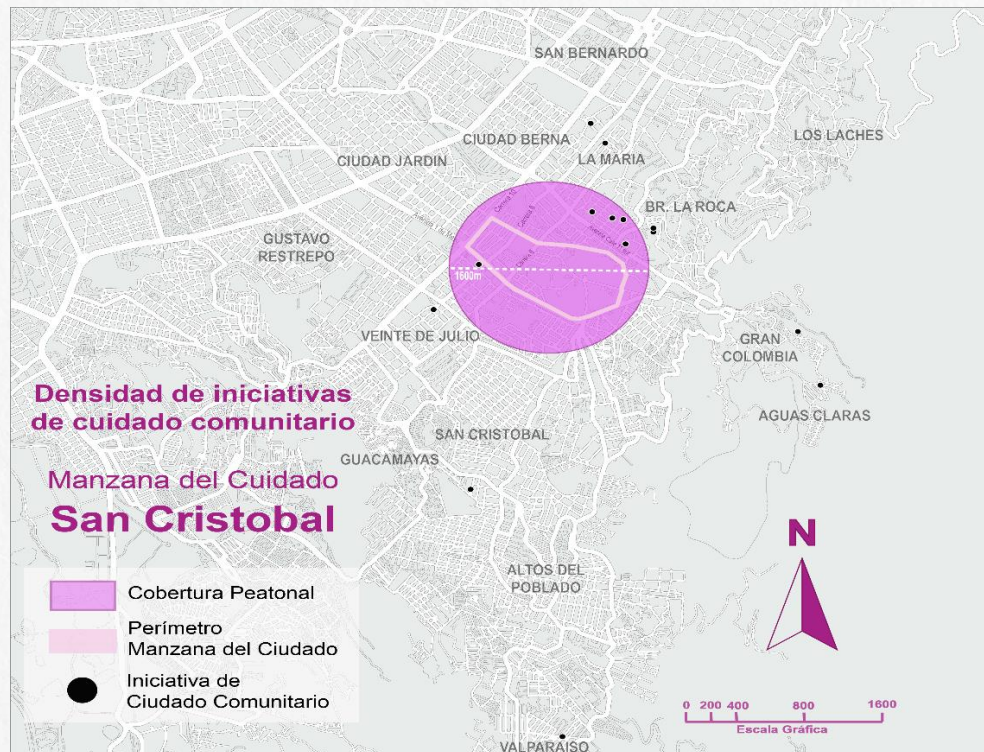 SAN BERNARDO
LOS LACHES
CIUDAD BERNA
LA MARIA
CIUDAD JARDIN
BR. LA ROCA
GUSTAVO
RESTREPO
1600m
VEINTE DE JULIO
GRAN
COLOMBIA
AGUAS CLARAS
Densidad de iniciativas
de cuidado comunitario
SAN CRISTOBAL
GUACAMAYAS
Manzana del Cuidado
San Cristobal
N
ALTOS DEL
POBLADO
Cobertura Peatonal
Perímetro
Manzana del Ciudado
Iniciativa de
Ciudado Comunitario
0 200 400 800 1600
Escala Gráfica
VALPARAISO